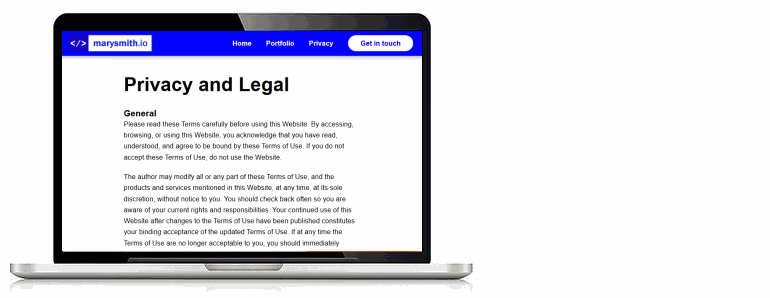 </> marysmith.io Home Portfolio Privacy Get in touch
Privacy and Legal
General
Please read these Terms carefully before using this Website. By accessing,
browsing, or using this Website, you acknowledge that you have read,
understood, and agree to be bound by these Terms of Use. If you do not
accept these Terms of Use, do not use the Website.
The author may modify all or any part of these Terms of Use, and the
products and services mentioned in this Website, at any time, at its sole
discretion, without notice to you. You should check back often so you are
aware of your current rights and responsibilities. Your continued use of this
Website after changes to the Terms of Use have been published constitutes
your binding acceptance of the updated Terms of Use. If at any time the
Terms of Use are no longer acceptable to you, you should immediately